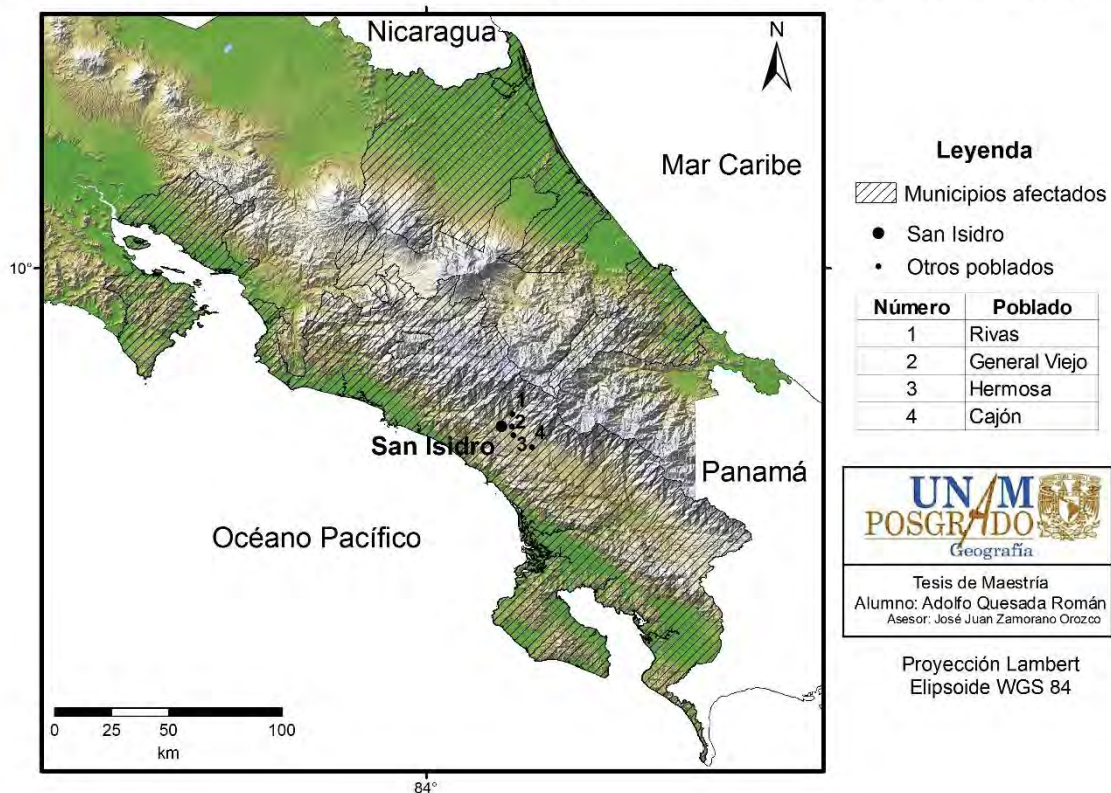 Nicaragua
N
Mar Caribe
10°
1
2
3
4
San Isidro
Panamá
Océano Pacífico
0 25 50 100
km
84°
Leyenda
Municipios afectados
San Isidro
Otros poblados
Número Poblado
1 Rivas
2 General Viejo
3 Hermosa
4 Cajón
UNAM
POSGRADO
Geografía
Tesis de Maestría
Alumno: Adolfo Quesada Román
Asesor: José Juan Zamorano Orozco
Proyección Lambert
Elipsoide WGS 84